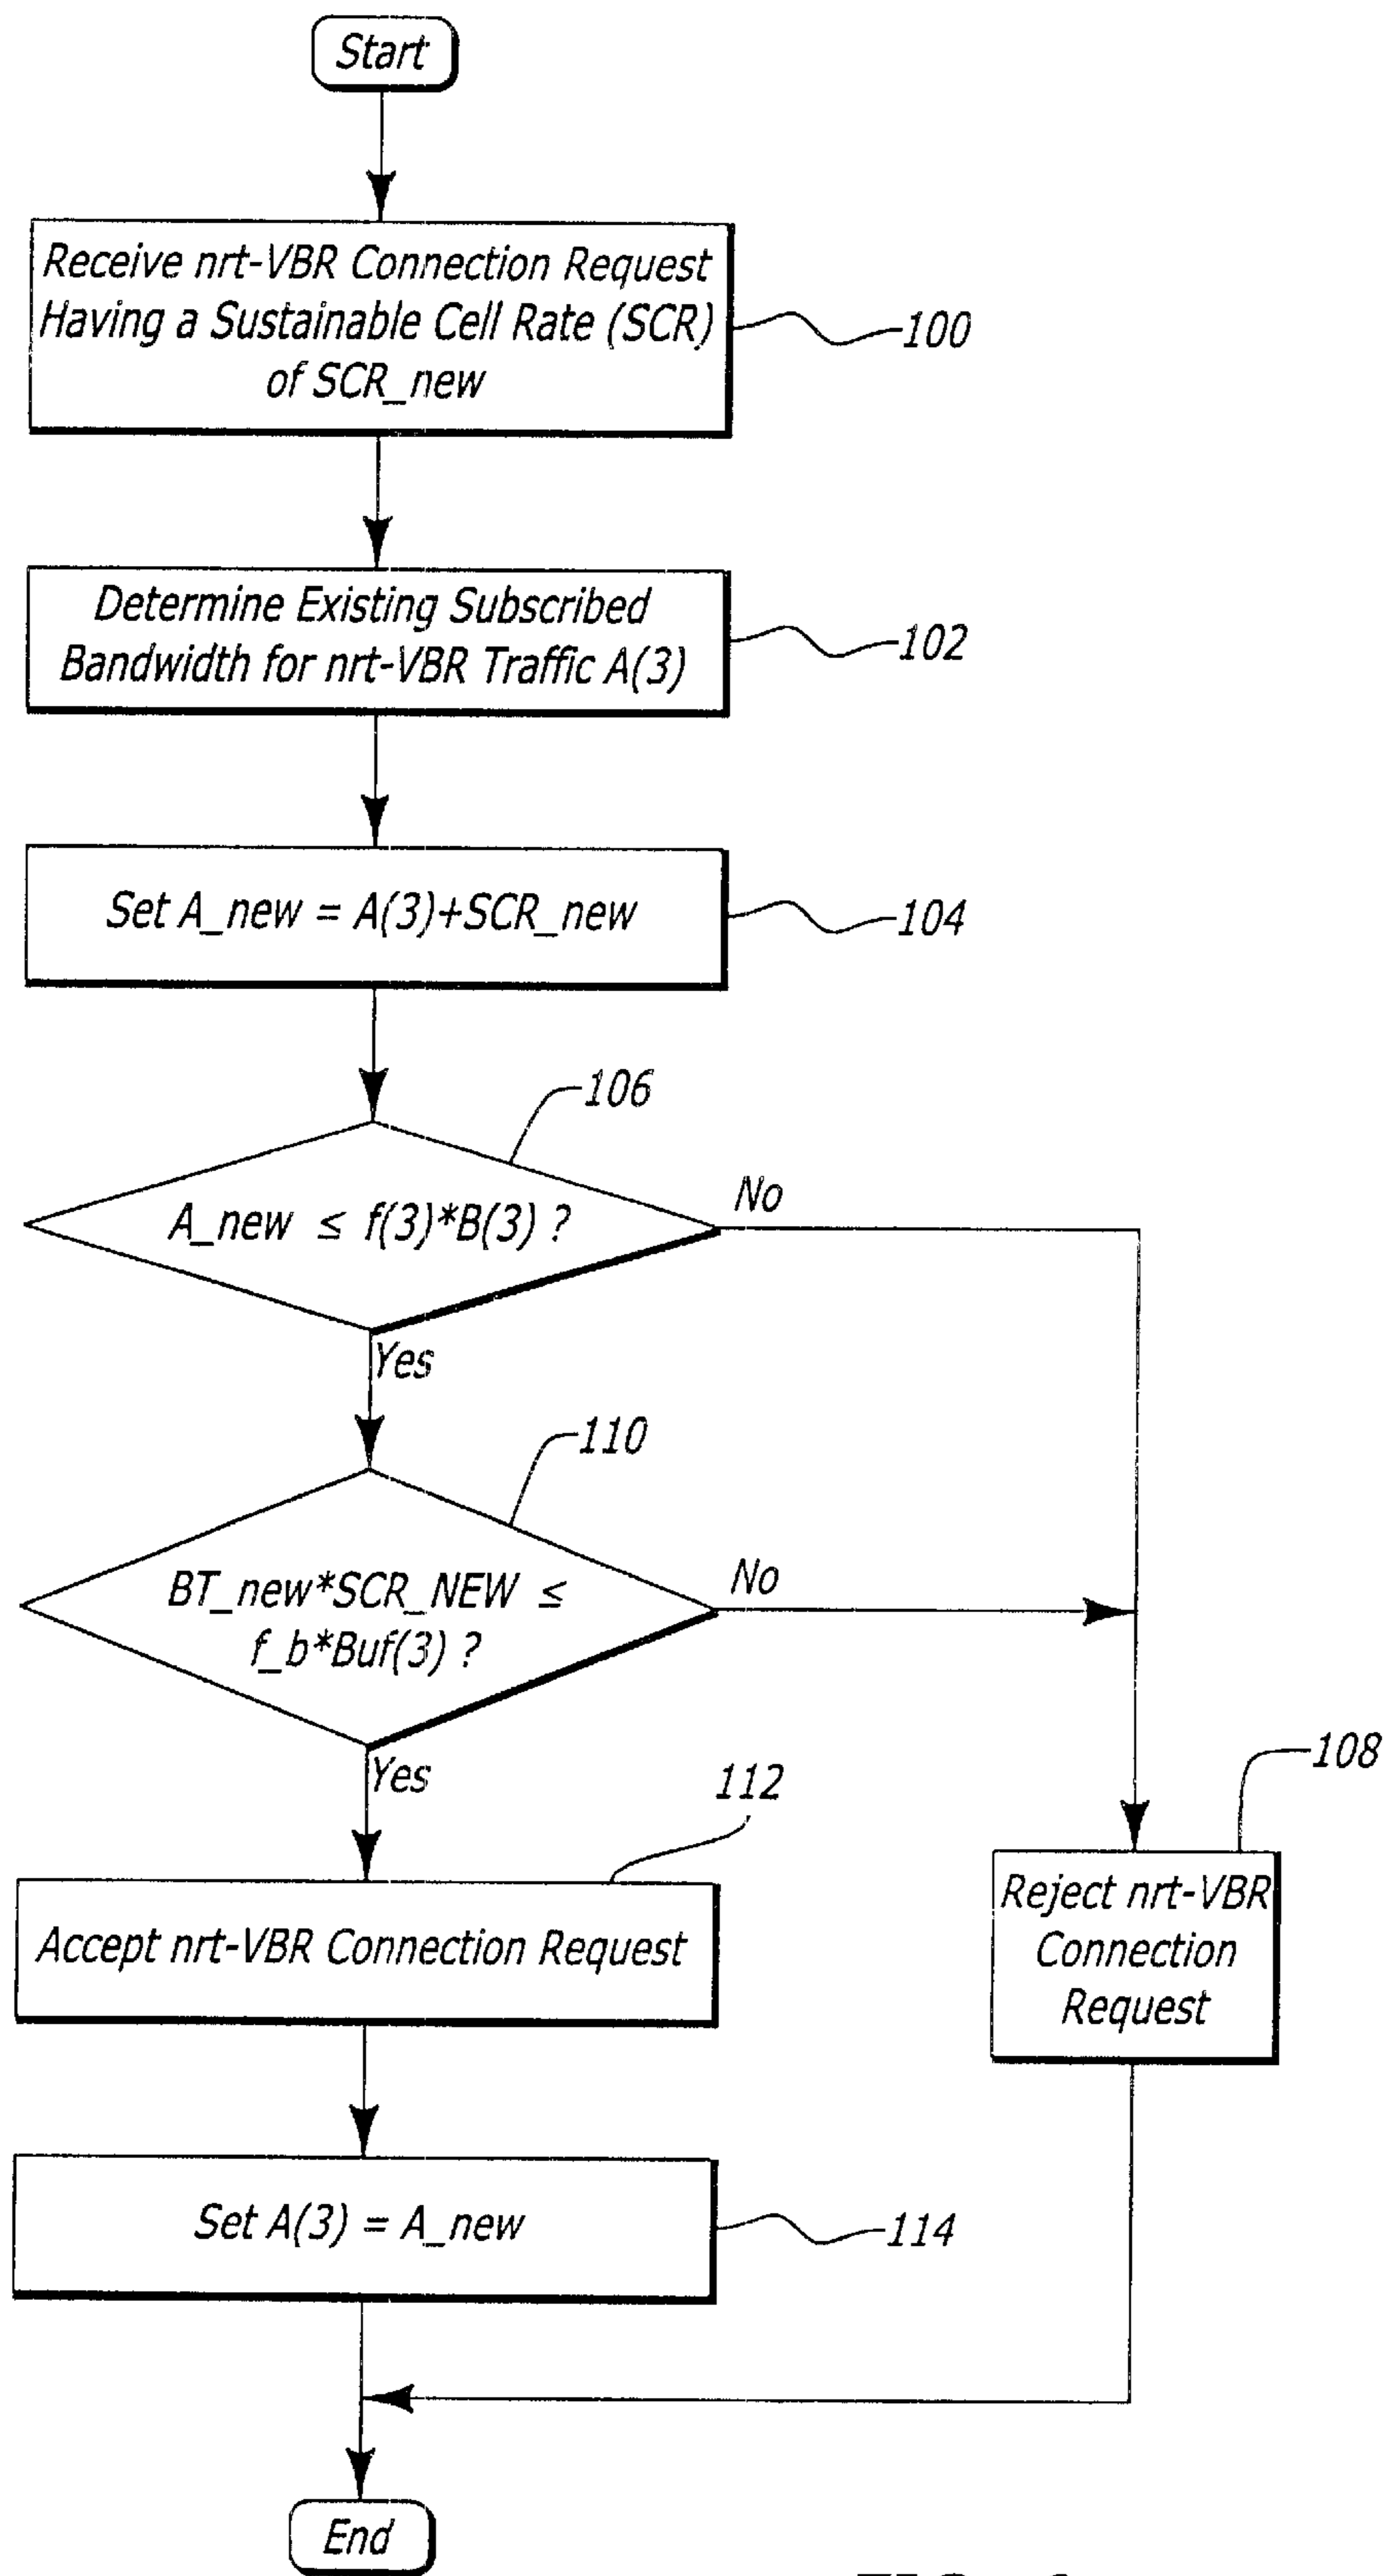 Start
Receive nrt-VBR Connection Request
Having a Sustainable Cell Rate (SCR)
of SCR_new
100
Determine Existing Subscribed
Bandwidth for nrt-VBR Traffic A(3)
102
Set A_new = A(3)+SCR_new
104
106
A_new ≤ f(3)*B(3) ?
No
Yes
110
BT_new*SCR_NEW ≤
f_b*Buf(3) ?
No
Yes
112
108
Accept nrt-VBR Connection Request
Reject nrt-VBR
Connection
Request
Set A(3) = A_new
114
End